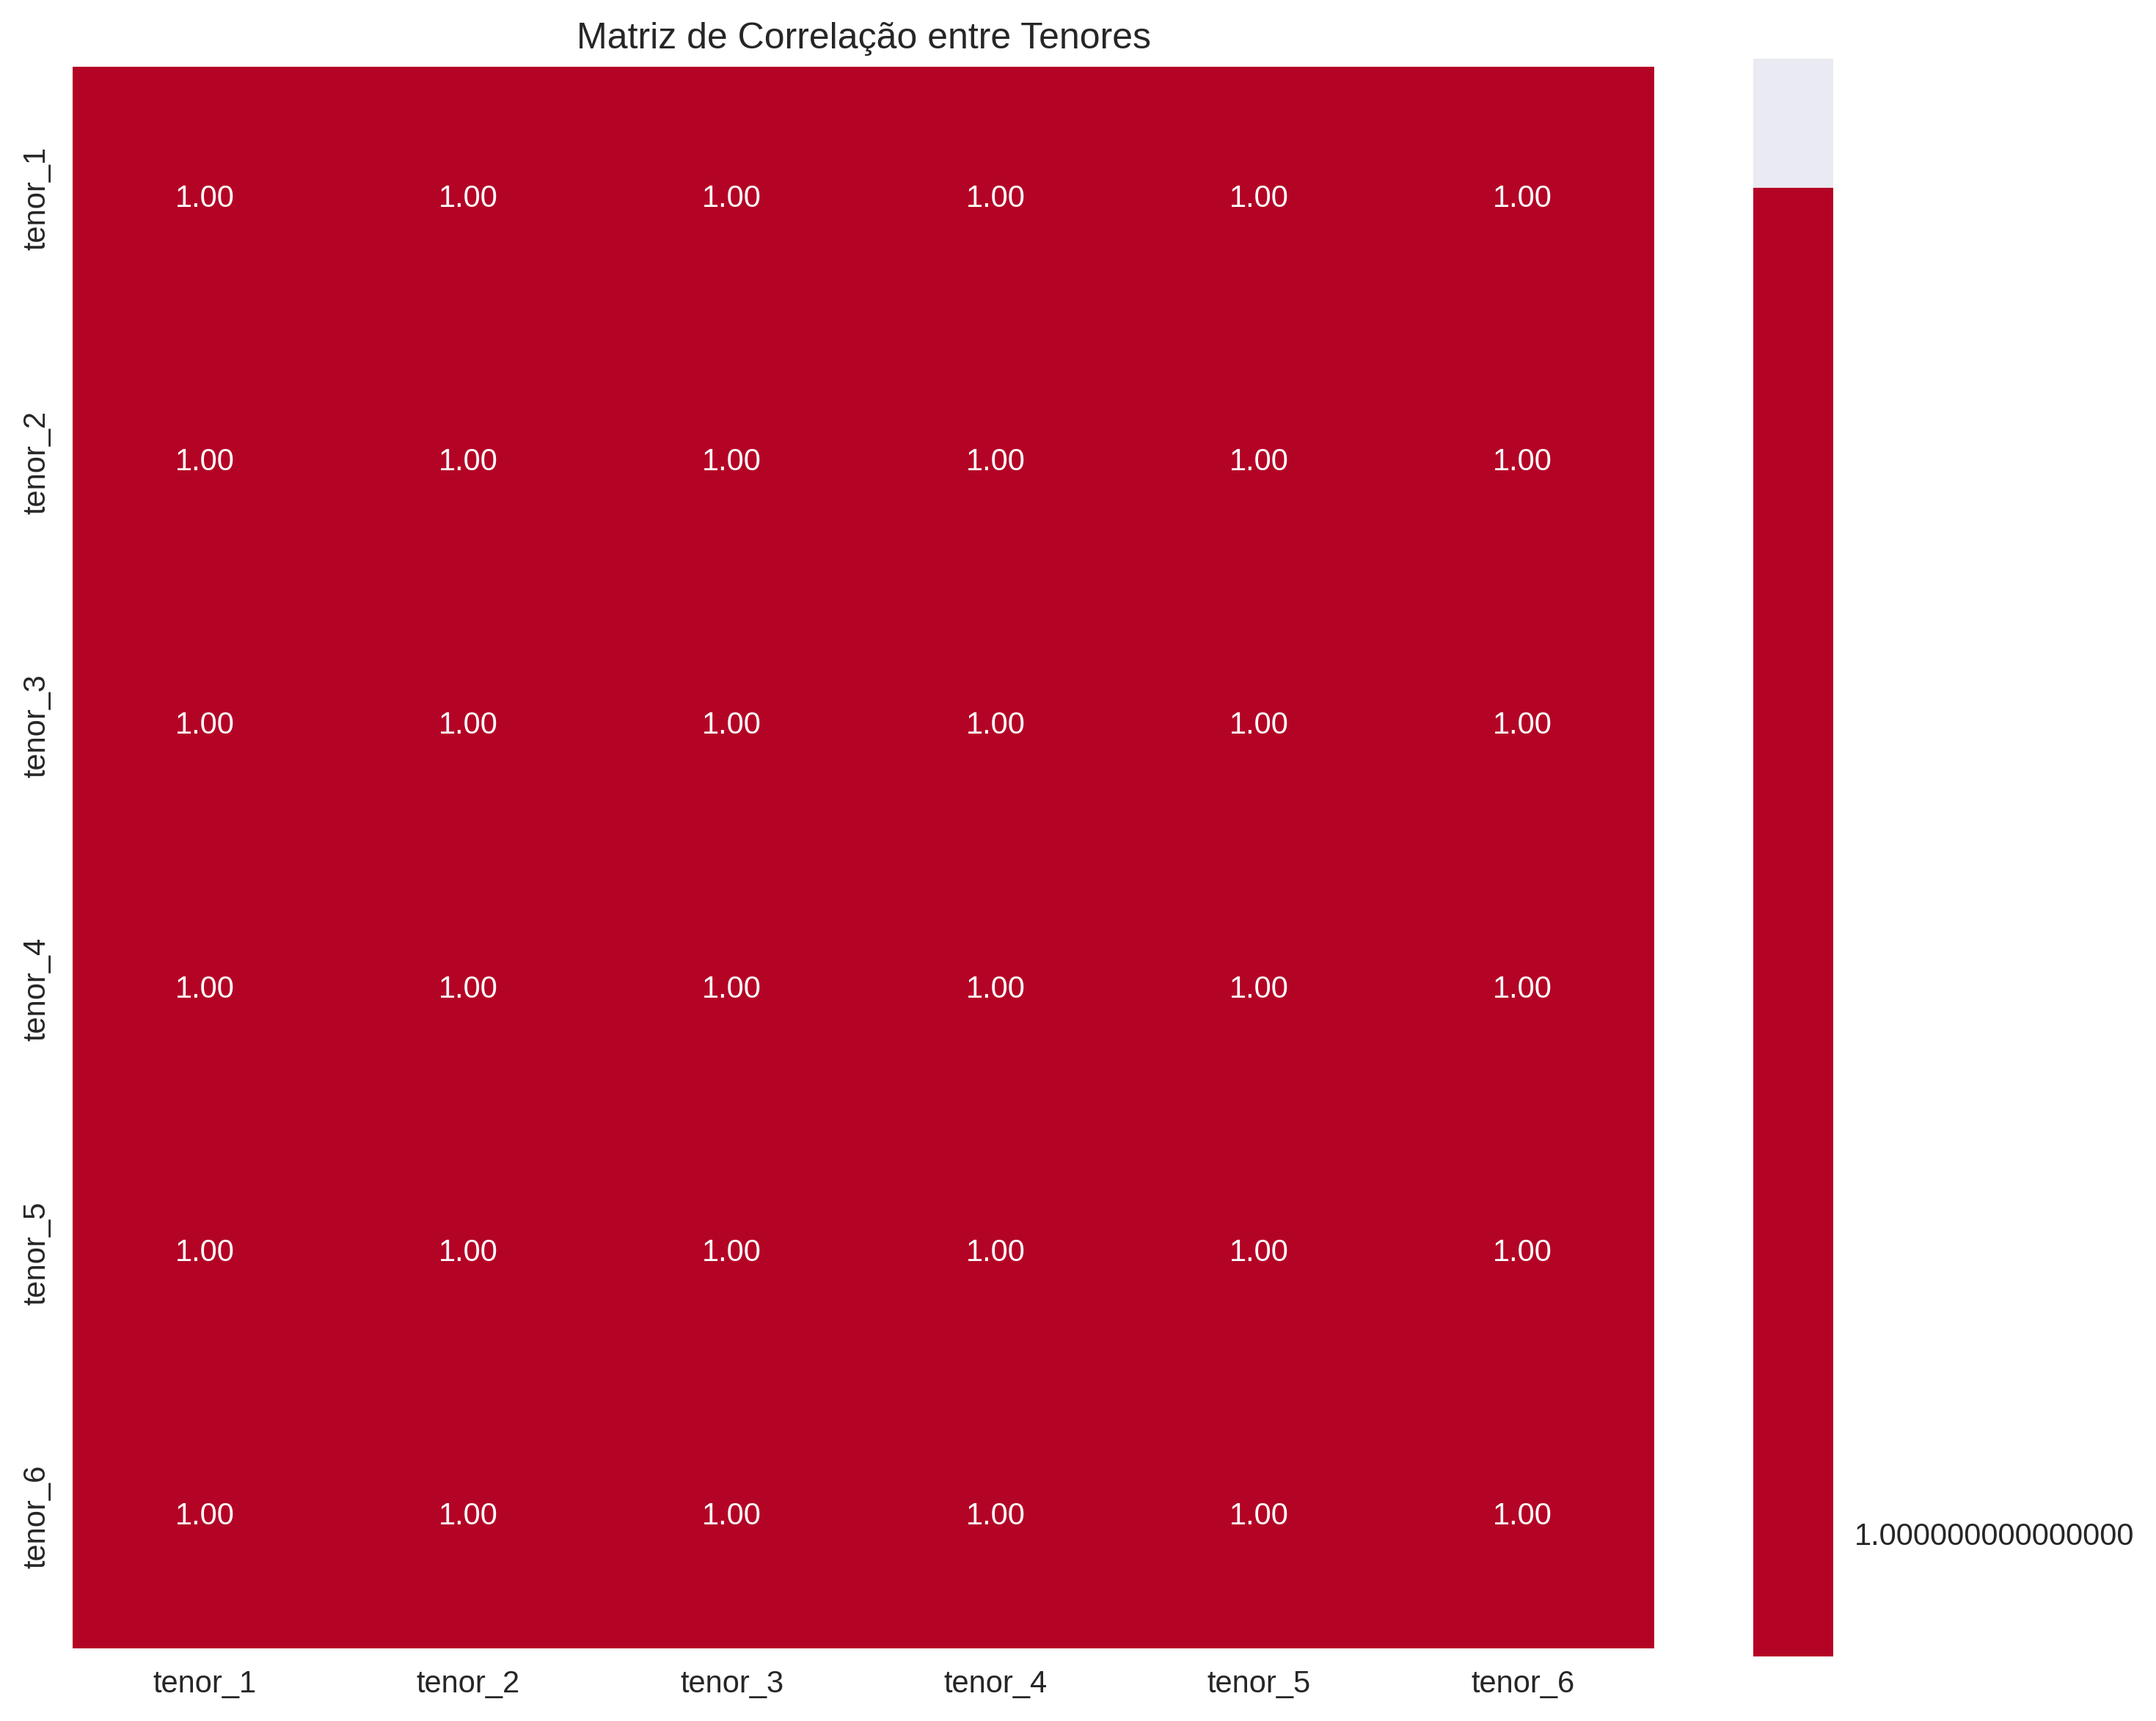 Matriz de Correlação entre Tenores
tenor_1 1.00 1.00 1.00 1.00 1.00 1.00
tenor_2 1.00 1.00 1.00 1.00 1.00 1.00
tenor_3 1.00 1.00 1.00 1.00 1.00 1.00
tenor_4 1.00 1.00 1.00 1.00 1.00 1.00
tenor_5 1.00 1.00 1.00 1.00 1.00 1.00
tenor_6 1.00 1.00 1.00 1.00 1.00 1.00
tenor_1 tenor_2 tenor_3 tenor_4 tenor_5 tenor_6
1.0000000000000000